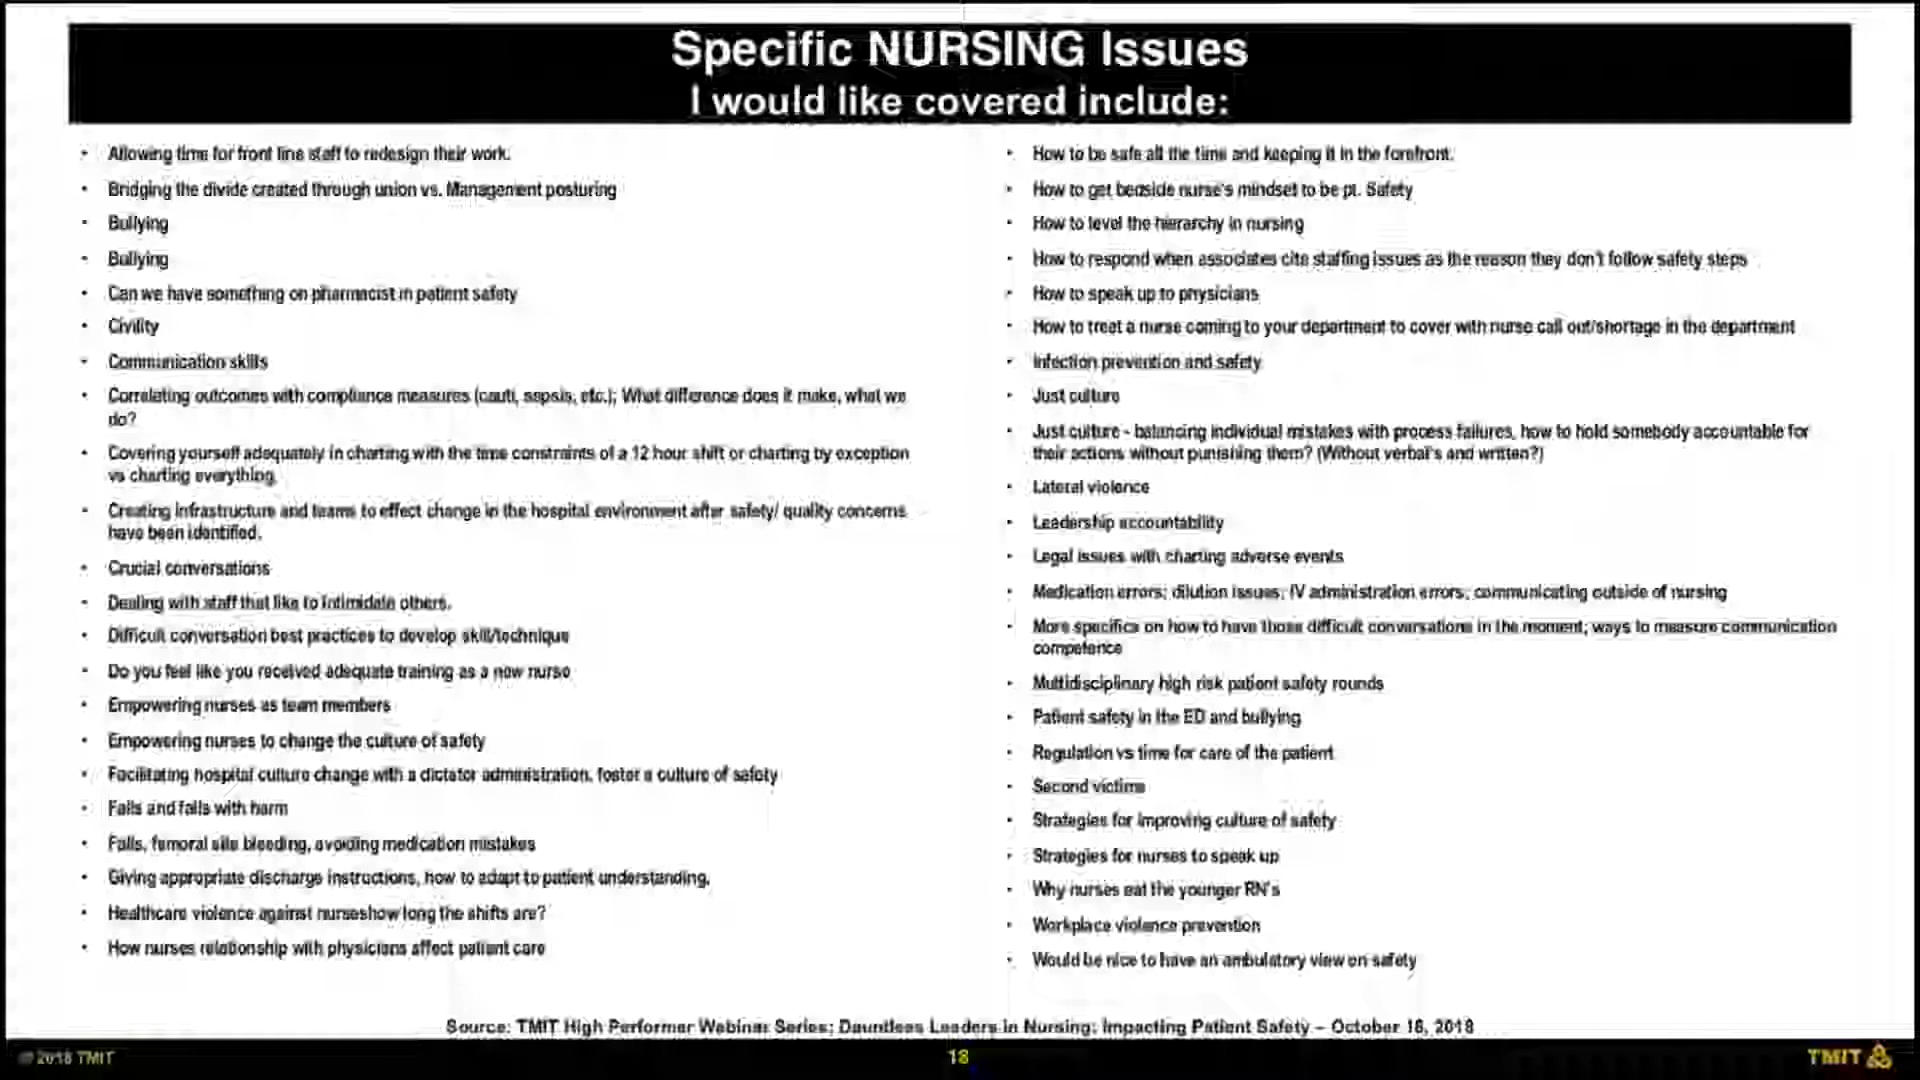 Specific NURSING Issues
I would like covered include:
• Allowing time for front line staff to redesign their work.
• Bridging the divide created through union vs. Management posturing
• Bullying
• Bullying
• Can we have something on pharmacist in patient safety
• Civility
• Communication skills
• Correlating outcomes with compliance measures (cauti, sepsis, etc.); What difference does it make, what we
do?
• Covering yourself adequately in charting with the time constraints of a 12 hour shift or charting by exception
vs charting everything.
• Creating infrastructure and teams to effect change in the hospital environment after safety/ quality concerns
have been identified.
• Crucial conversations
• Dealing with staff that like to intimidate others.
• Difficult conversation best practices to develop skill/technique
• Do you feel like you received adequate training as a new nurse
• Empowering nurses as team members
• Empowering nurses to change the culture of safety
• Facilitating hospital culture change with a dictator administration, foster a culture of safety
• Falls and falls with harm
• Falls, femoral site bleeding, avoiding medication mistakes
• Giving appropriate discharge instructions, how to adapt to patient understanding.
• Healthcare violence against nurseshow long the shifts are?
• How nurses relationship with physicians affect patient care
• How to be safe all the time and keeping it in the forefront.
• How to get bedside nurse's mindset to be pt. Safety
• How to level the hierarchy in nursing
• How to respond when associates cite staffing issues as the reason they don't follow safety steps
• How to speak up to physicians
• How to treat a nurse coming to your department to cover with nurse call out/shortage in the department
• Infection prevention and safety
• Just culture
• Just culture - balancing individual mistakes with process failures, how to hold somebody accountable for
their actions without punishing them? (Without verbal's and written?)
• Lateral violence
• Leadership accountability
• Legal issues with charting adverse events
• Medication errors; dilution issues; IV administration errors; communicating outside of nursing
• More specifics on how to have those difficult conversations in the moment; ways to measure communication
competence
• Multidisciplinary high risk patient safety rounds
• Patient safety in the ED and bullying
• Regulation vs time for care of the patient
• Second victims
• Strategies for improving culture of safety
• Strategies for nurses to speak up
• Why nurses eat the younger RN's
• Workplace violence prevention
• Would be nice to have an ambulatory view on safety
Source: TMIT High Performer Webinar Series; Dauntless Leaders in Nursing: Impacting Patient Safety – October 18, 2018
© 2018 TMIT
18
TMIT